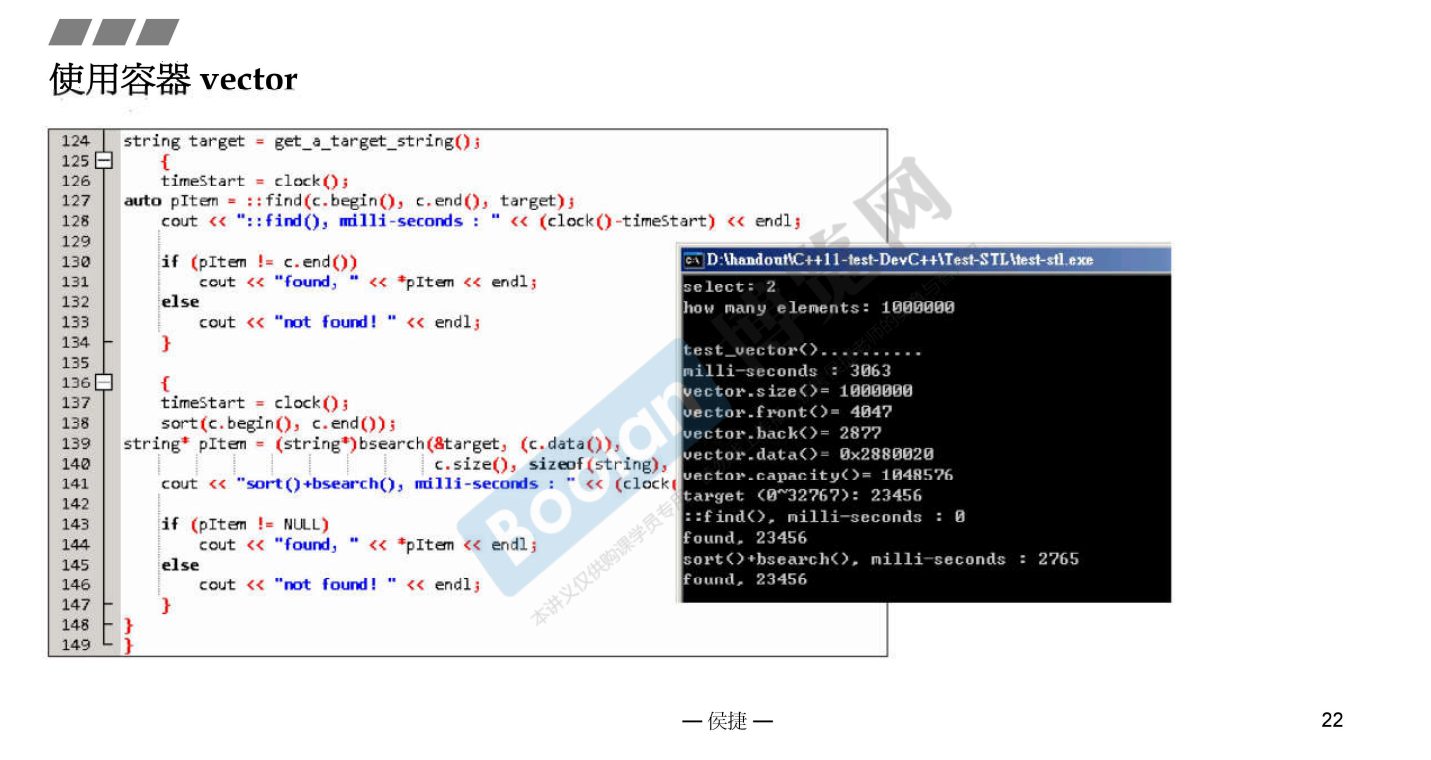 使用容器 vector
124 string target = get_a_target_string();
125 {
126 timeStart = clock();
127 auto pItem = ::find(c.begin(), c.end(), target);
128 cout << "::find(), milli-seconds : " << (clock()-timeStart) << endl;
129
130 if (pItem != c.end())
131 cout << "found, " << *pItem << endl;
132 else
133 cout << "not found! " << endl;
134 }
135
136 {
137 timeStart = clock();
138 sort(c.begin(), c.end());
139 string* pItem = (string*)bsearch(&target, (c.data()),
140 c.size(), sizeof(string),
141 cout << "sort()+bsearch(), milli-seconds : " << (clock(
142
143 if (pItem != NULL)
144 cout << "found, " << *pItem << endl;
145 else
146 cout << "not found! " << endl;
147 }
148 }
149 }
D:\handout\C++11-test-DevC++\Test-STL\test-stl.exe
select: 2
how many elements: 1000000
test_vector()..........
milli-seconds : 3063
vector.size()= 1000000
vector.front()= 4047
vector.back()= 2877
vector.data()= 0x2880020
vector.capacity()= 1048576
target (0~32767): 23456
::find(), milli-seconds : 0
found, 23456
sort()+bsearch(), milli-seconds : 2765
found, 23456
Boolan
博览网
本讲义仅供购课学员专用
— 侯捷 —
22